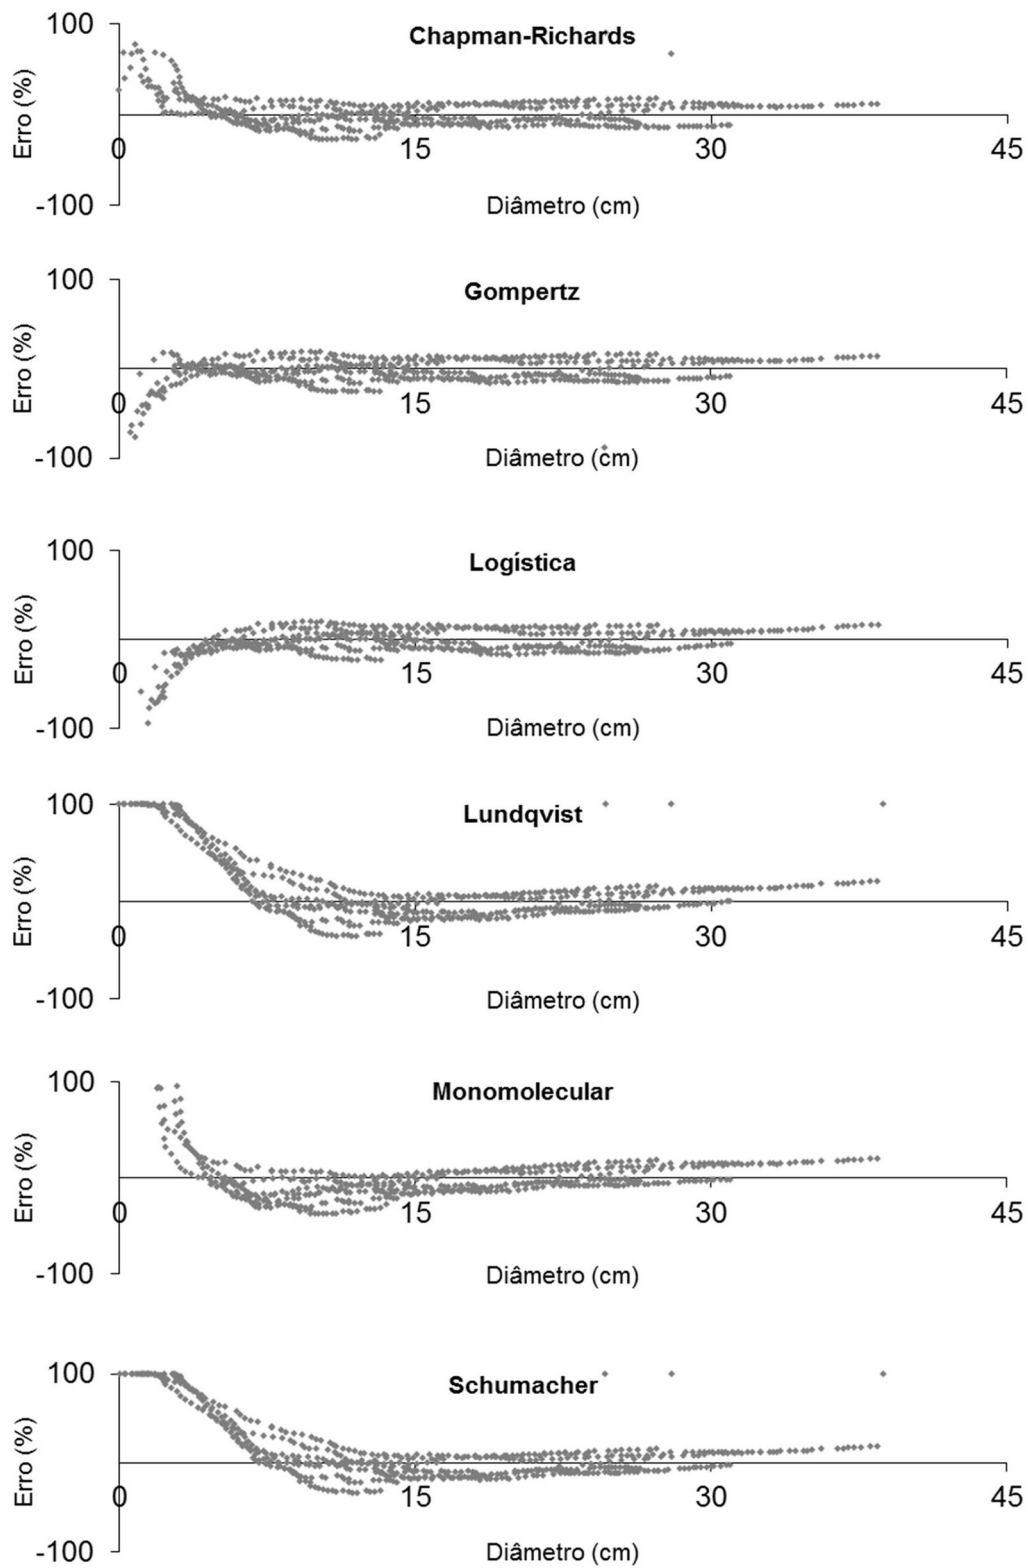 100
Chapman-Richards
Erro (%)
0
15
30
45
-100
Diâmetro (cm)
100
Gompertz
Erro (%)
0
15
30
45
-100
Diâmetro (cm)
100
Logística
Erro (%)
0
15
30
45
-100
Diâmetro (cm)
100
Lundqvist
Erro (%)
0
15
30
45
-100
Diâmetro (cm)
100
Monomolecular
Erro (%)
0
15
30
45
-100
Diâmetro (cm)
100
Schumacher
Erro (%)
0
15
30
45
-100
Diâmetro (cm)